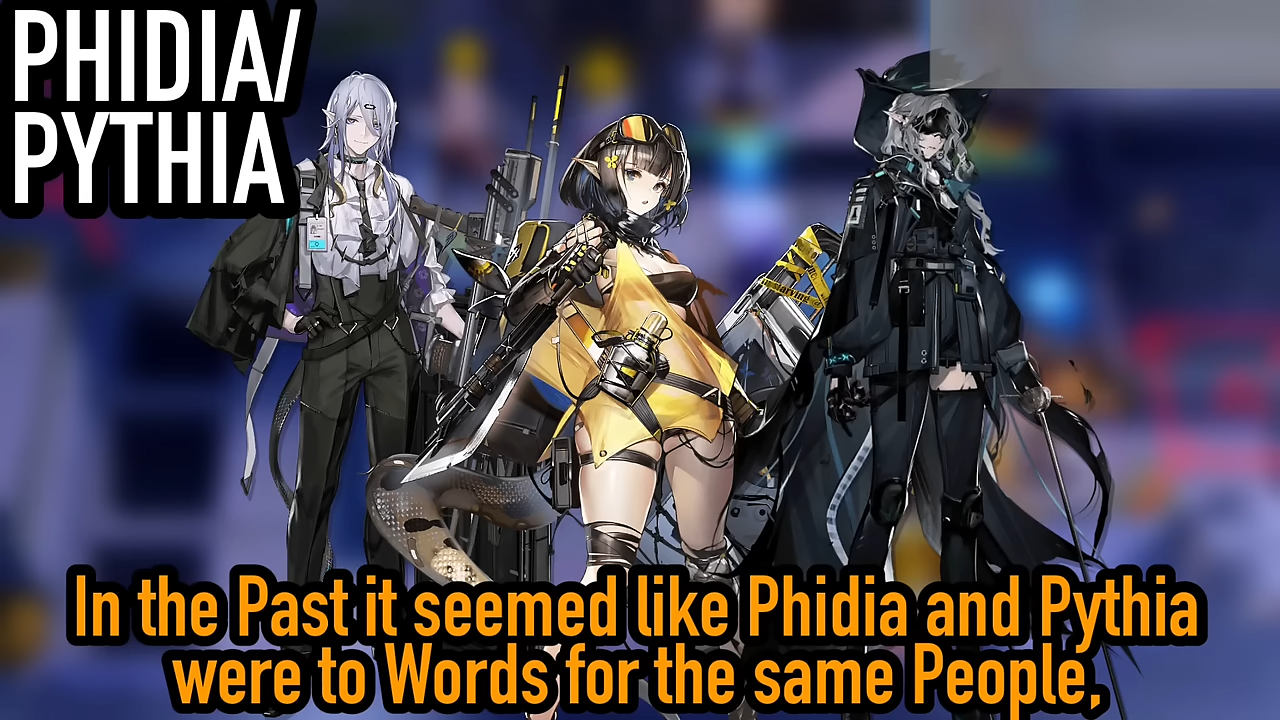 PHIDIA/
PYTHIA
In the Past it seemed like Phidia and Pythia
were to Words for the same People,